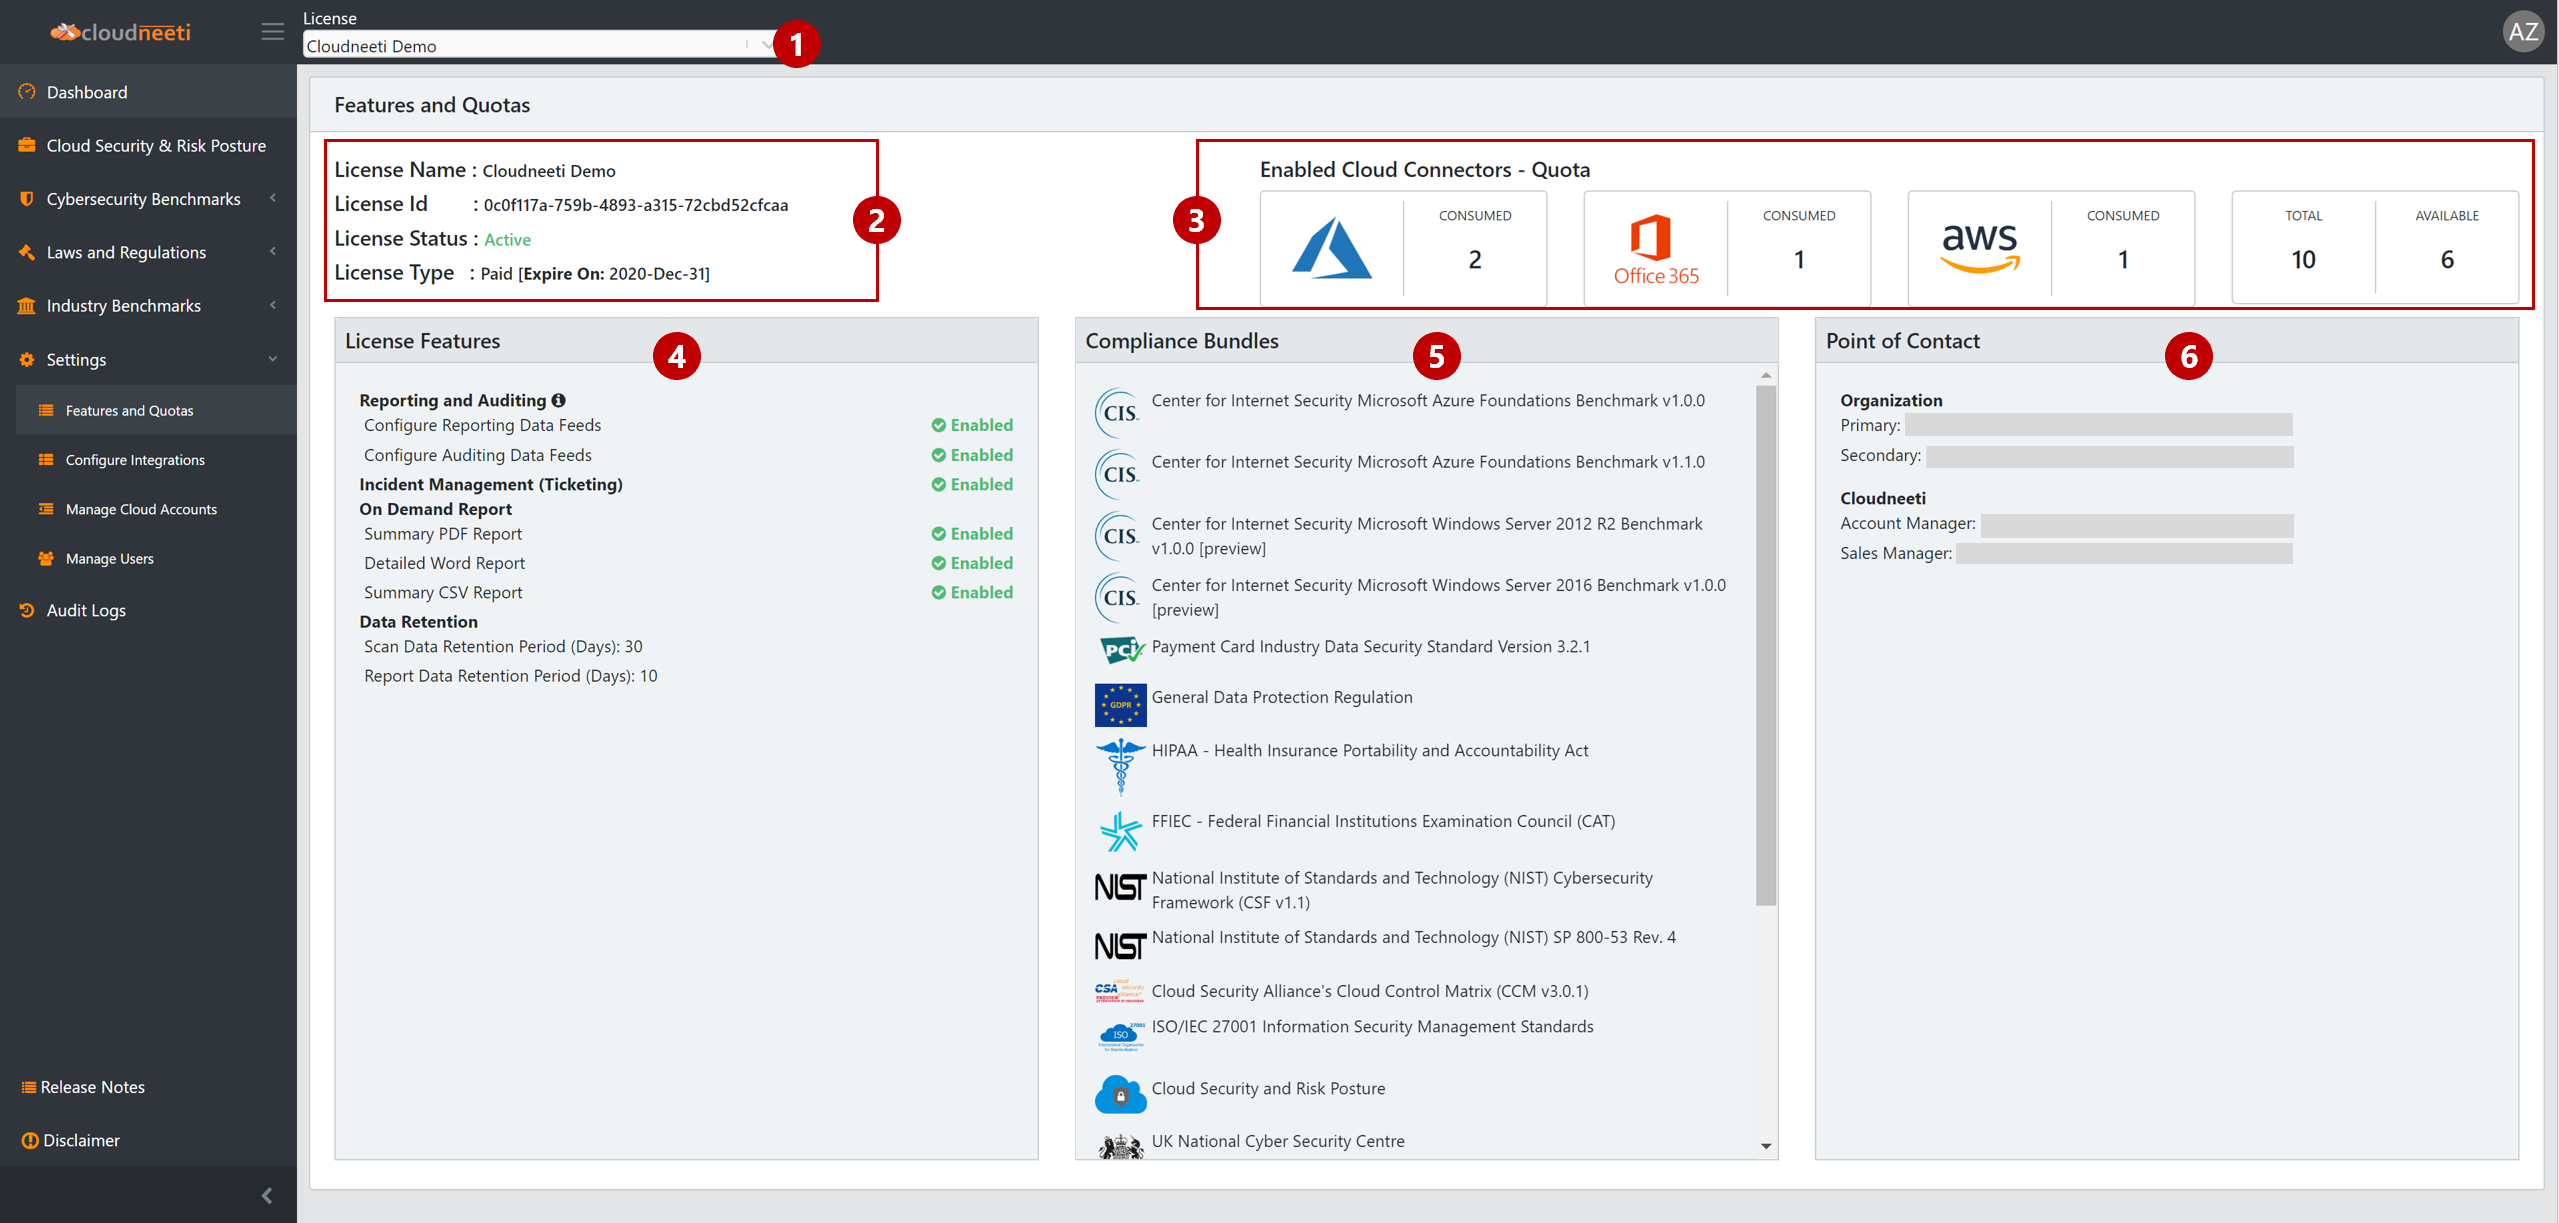 cloudneeti
License
Cloudneeti Demo
1
AZ
Dashboard
Cloud Security & Risk Posture
Cybersecurity Benchmarks
Laws and Regulations
Industry Benchmarks
Settings
Features and Quotas
Configure Integrations
Manage Cloud Accounts
Manage Users
Audit Logs
Release Notes
Disclaimer
Features and Quotas
License Name : Cloudneeti Demo
License Id : 0c0f117a-759b-4893-a315-72cbd52cfcaa
License Status : Active
License Type : Paid [Expire On: 2020-Dec-31]
2
3
Enabled Cloud Connectors - Quota
CONSUMED
2
Office 365
CONSUMED
1
aws
CONSUMED
1
TOTAL
10
AVAILABLE
6
License Features
4
Reporting and Auditing
Configure Reporting Data Feeds Enabled
Configure Auditing Data Feeds Enabled
Incident Management (Ticketing) Enabled
On Demand Report
Summary PDF Report Enabled
Detailed Word Report Enabled
Summary CSV Report Enabled
Data Retention
Scan Data Retention Period (Days): 30
Report Data Retention Period (Days): 10
Compliance Bundles
5
CIS
Center for Internet Security Microsoft Azure Foundations Benchmark v1.0.0
CIS
Center for Internet Security Microsoft Azure Foundations Benchmark v1.1.0
CIS
Center for Internet Security Microsoft Windows Server 2012 R2 Benchmark
v1.0.0 [preview]
CIS
Center for Internet Security Microsoft Windows Server 2016 Benchmark v1.0.0
[preview]
PCi
Payment Card Industry Data Security Standard Version 3.2.1
GDPR
General Data Protection Regulation
HIPAA - Health Insurance Portability and Accountability Act
FFIEC - Federal Financial Institutions Examination Council (CAT)
NIST
National Institute of Standards and Technology (NIST) Cybersecurity
Framework (CSF v1.1)
NIST
National Institute of Standards and Technology (NIST) SP 800-53 Rev. 4
CSA cloud security alliance
Cloud Security Alliance's Cloud Control Matrix (CCM v3.0.1)
27001
ISO
ISO/IEC 27001 Information Security Management Standards
Cloud Security and Risk Posture
UK National Cyber Security Centre
Point of Contact
6
Organization
Primary:
Secondary:
Cloudneeti
Account Manager:
Sales Manager: